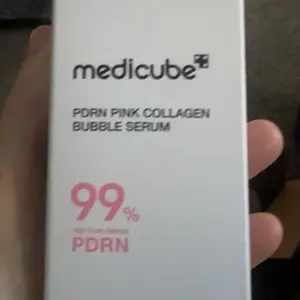 medicube
PDRN PINK COLLAGEN
BUBBLE SERUM
99%
PDRN